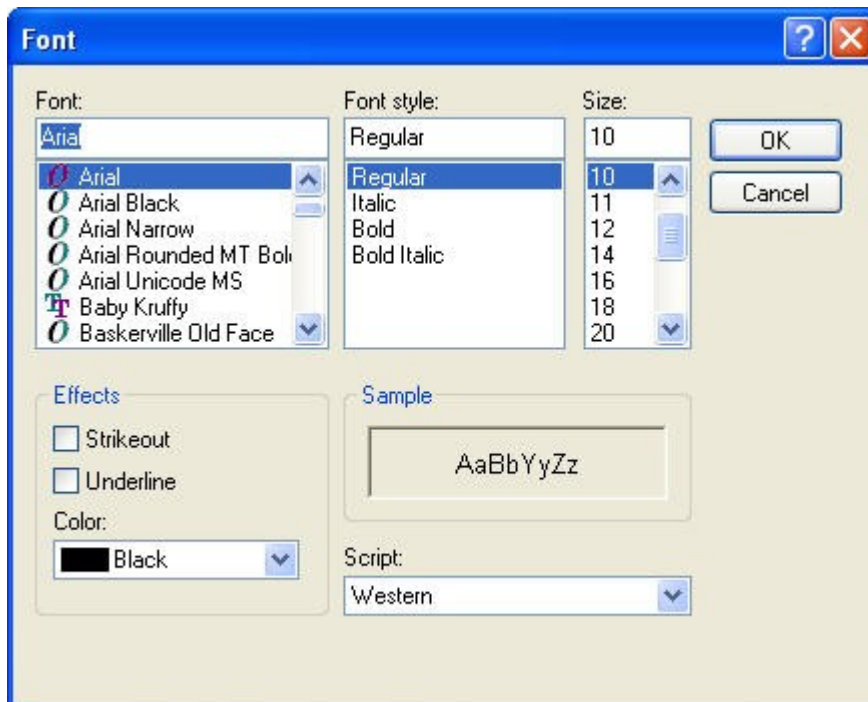 Font
Font:
Font style:
Size:
Arial
Regular
10
OK
Arial
Arial Black
Arial Narrow
Arial Rounded MT Bol
Arial Unicode MS
Baby Kruffy
Baskerville Old Face
Regular
Italic
Bold
Bold Italic
10
11
12
14
16
18
20
Cancel
Effects
Strikeout
Underline
Color:
Black
Sample
AaBbYyZz
Script:
Western